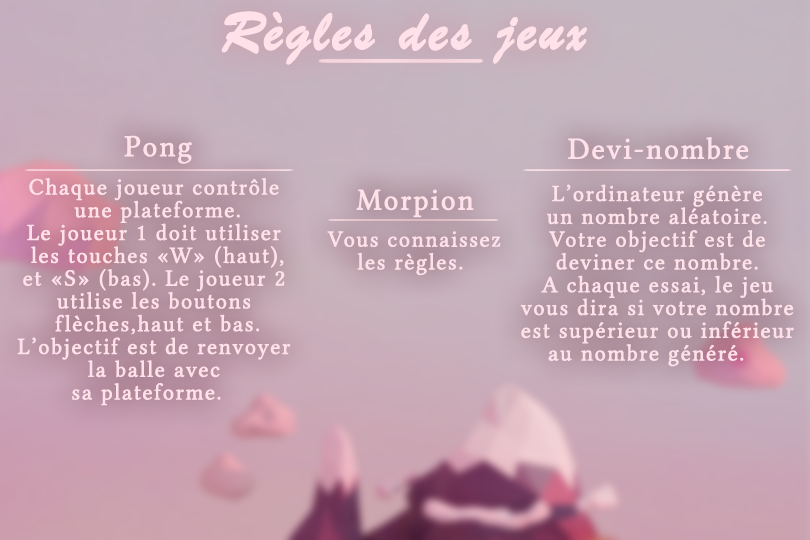 Règles des jeux
Pong
Chaque joueur contrôle
une plateforme.
Le joueur 1 doit utiliser
les touches «W» (haut),
et «S» (bas). Le joueur 2
utilise les boutons
flèches,haut et bas.
L'objectif est de renvoyer
la balle avec
sa plateforme.
Morpion
Vous connaissez
les règles.
Devi-nombre
L'ordinateur génère
un nombre aléatoire.
Votre objectif est de
deviner ce nombre.
A chaque essai, le jeu
vous dira si votre nombre
est supérieur ou inférieur
au nombre généré.